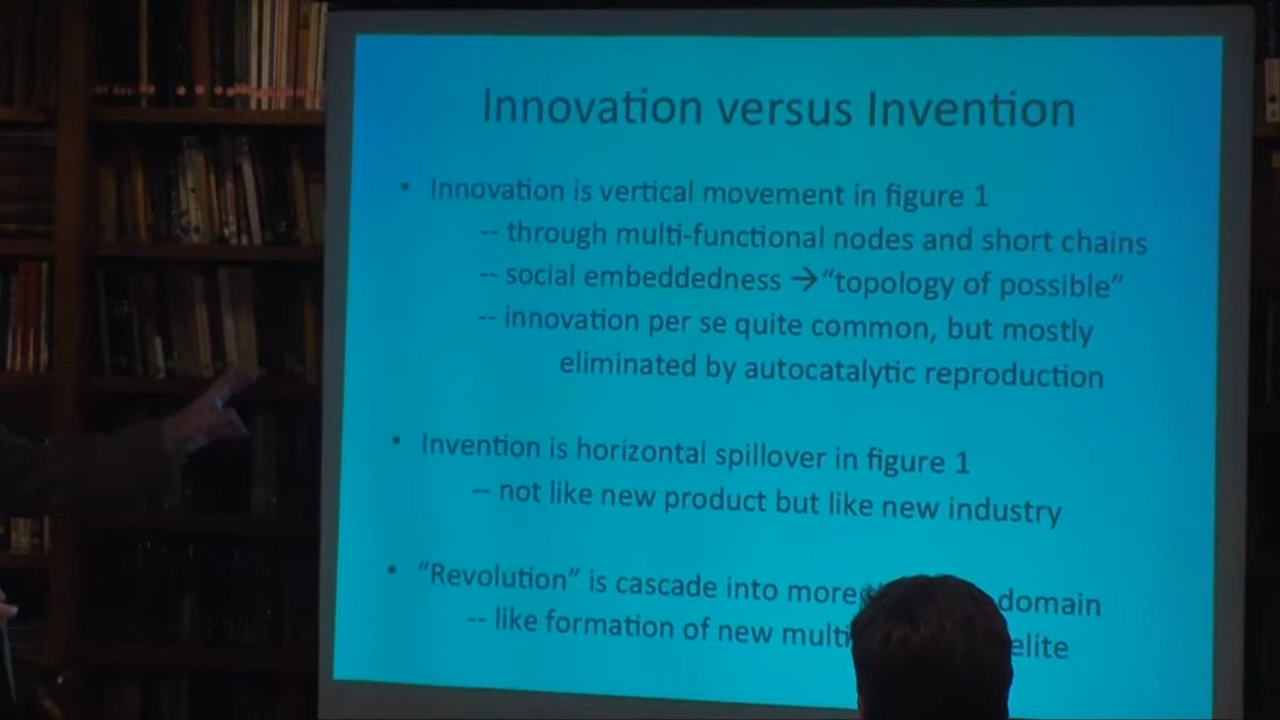 Innovation versus Invention
• Innovation is vertical movement in figure 1
-- through multi-functional nodes and short chains
-- social embeddedness → “topology of possible”
-- innovation per se quite common, but mostly
eliminated by autocatalytic reproduction
• Invention is horizontal spillover in figure 1
-- not like new product but like new industry
• “Revolution” is cascade into more domain
-- like formation of new elite